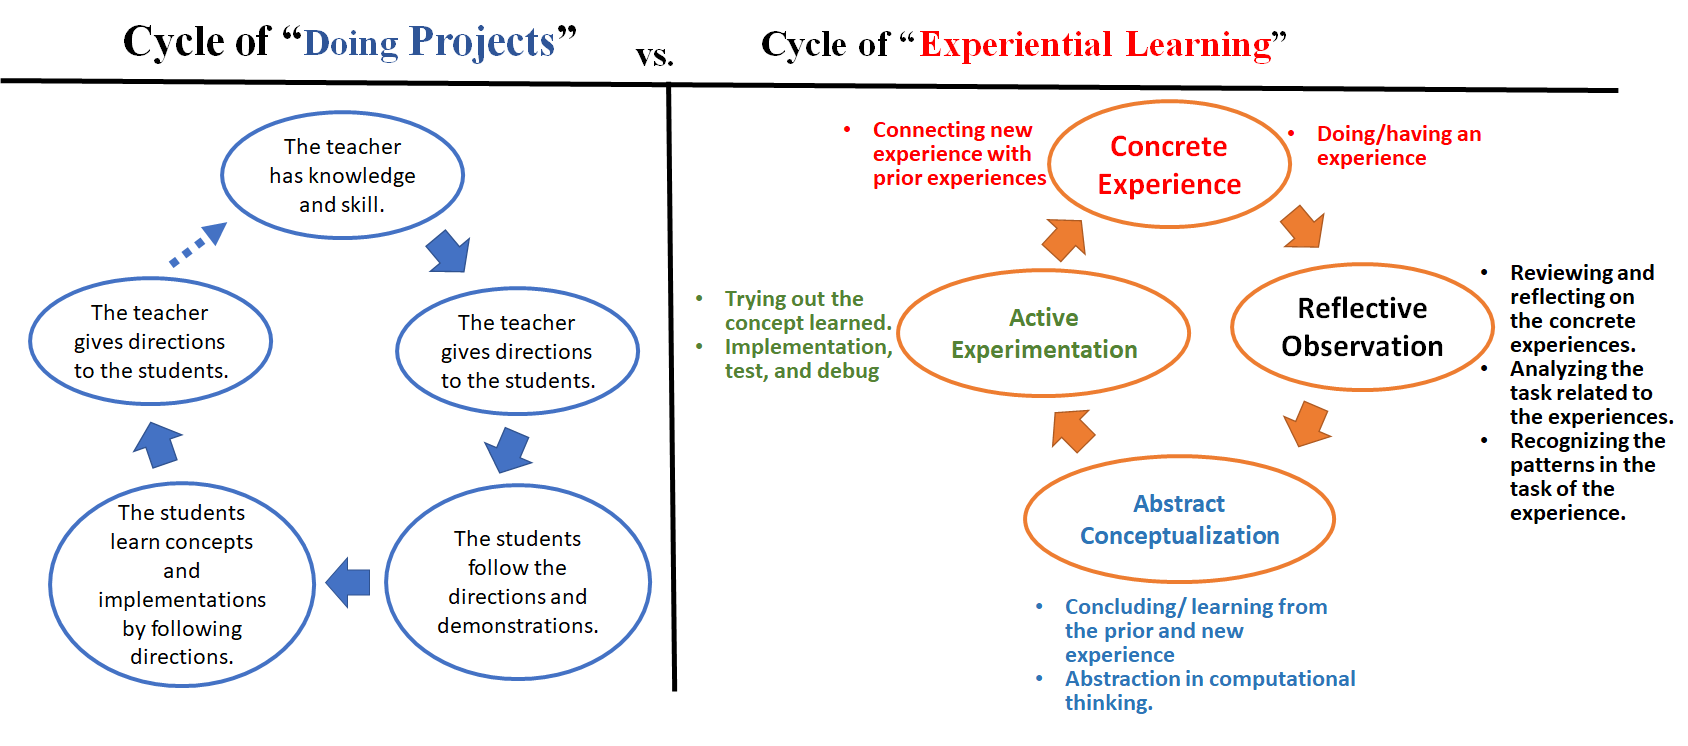 Cycle of “Doing Projects”
vs.
Cycle of “Experiential Learning”
The teacher
has knowledge
and skill.
The teacher
gives directions
to the students.
The students
follow the
directions and
demonstrations.
The students
learn concepts
and
implementations
by following
directions.
The teacher
gives directions
to the students.
• Connecting new
experience with
prior experiences
Concrete
Experience
• Doing/having an
experience
Reflective
Observation
• Reviewing and
reflecting on
the concrete
experiences.
• Analyzing the
task related to
the experiences.
• Recognizing the
patterns in the
task of the
experience.
Abstract
Conceptualization
• Concluding/ learning from
the prior and new
experience
• Abstraction in computational
thinking.
Active
Experimentation
• Trying out the
concept learned.
• Implementation,
test, and debug